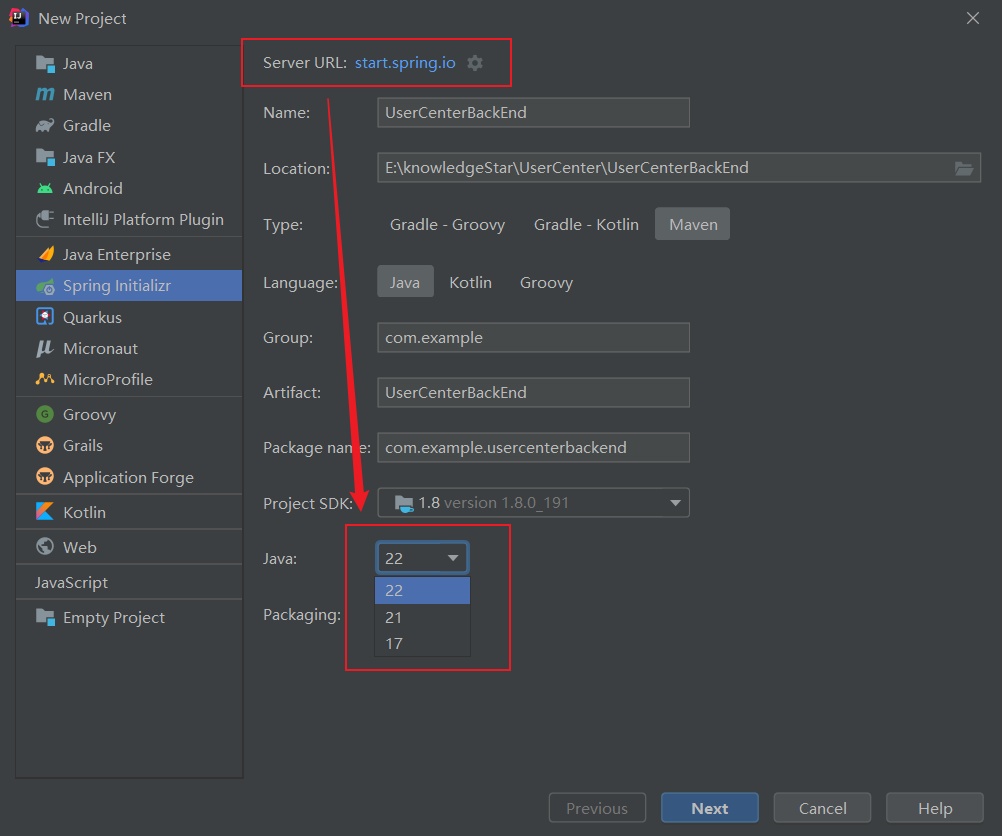 New Project
Java
Maven
Gradle
Java FX
Android
IntelliJ Platform Plugin
Java Enterprise
Spring Initializr
Quarkus
Micronaut
MicroProfile
Groovy
Grails
Application Forge
Kotlin
Web
JavaScript
Empty Project
Server URL: start.spring.io
Name: UserCenterBackEnd
Location: E:\knowledgeStar\UserCenter\UserCenterBackEnd
Type: Gradle - Groovy Gradle - Kotlin Maven
Language: Java Kotlin Groovy
Group: com.example
Artifact: UserCenterBackEnd
Package name: com.example.usercenterbackend
Project SDK: 1.8 version 1.8.0_191
Java: 22
22
21
17
Packaging:
Previous Next Cancel Help